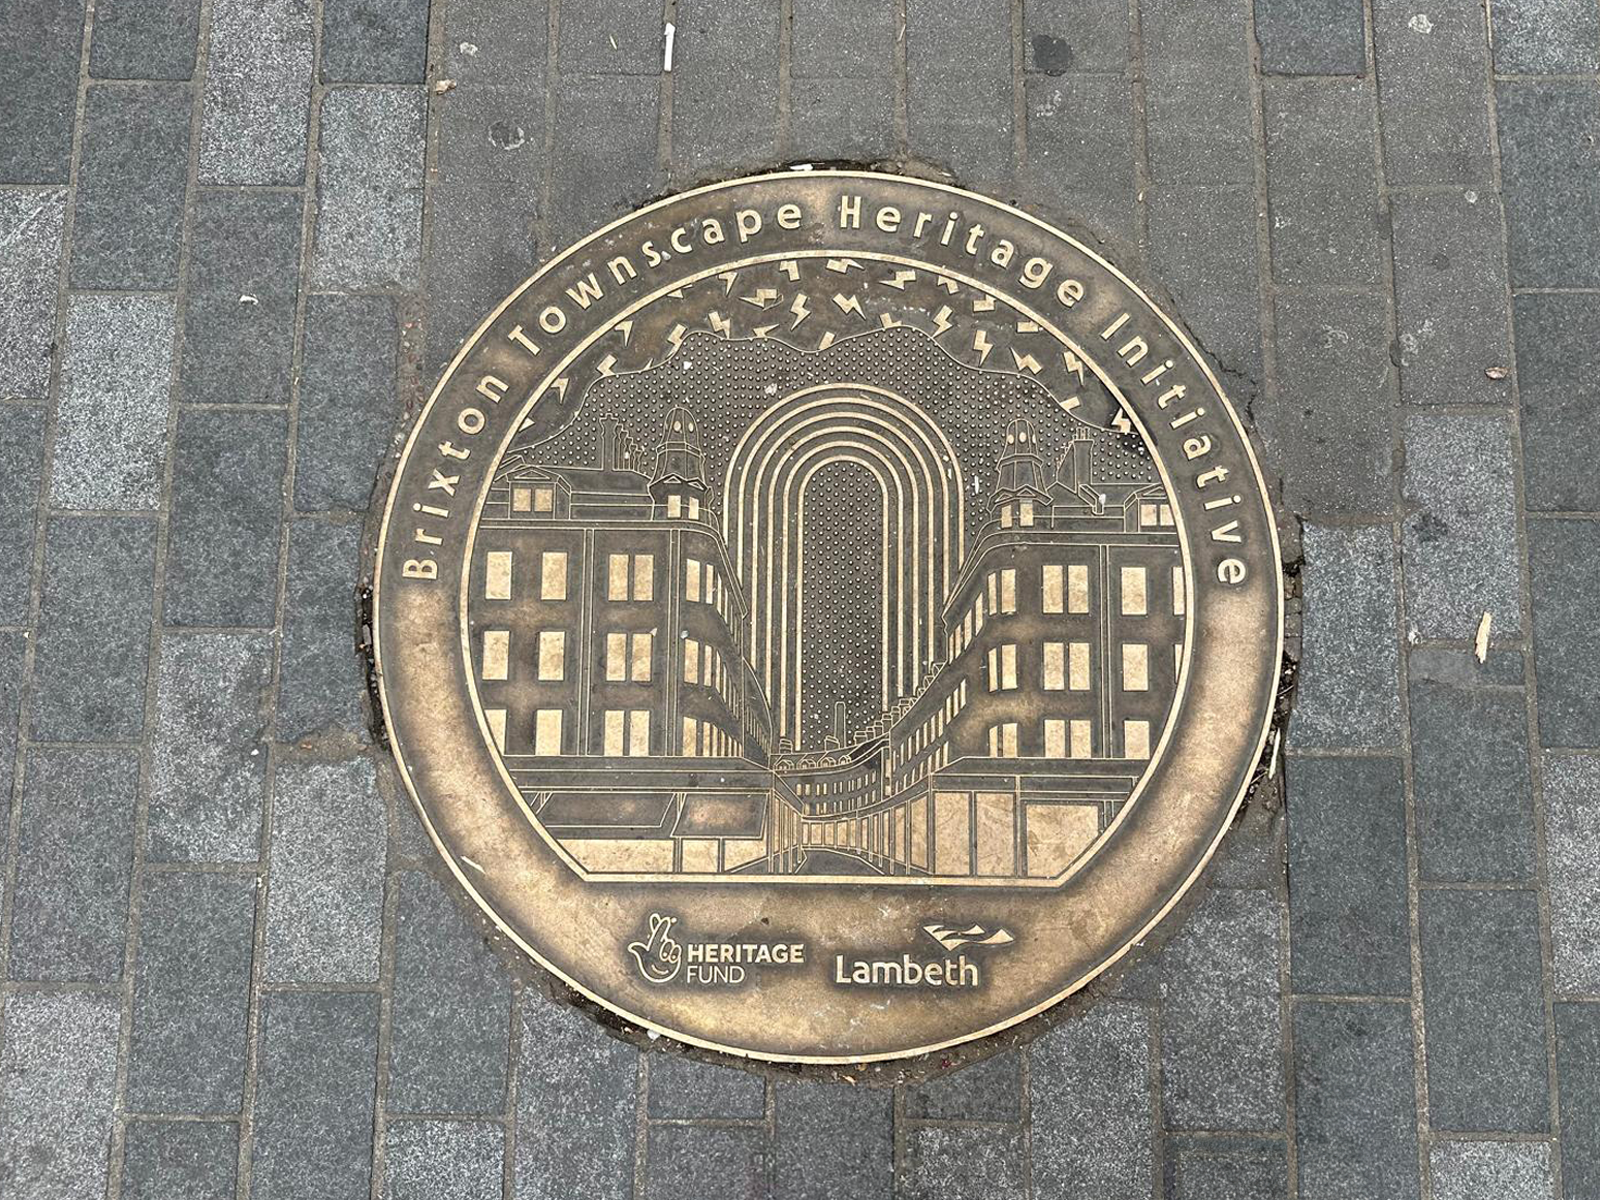 Brixton Townscape Heritage Initiative
HERITAGE
FUND
Lambeth